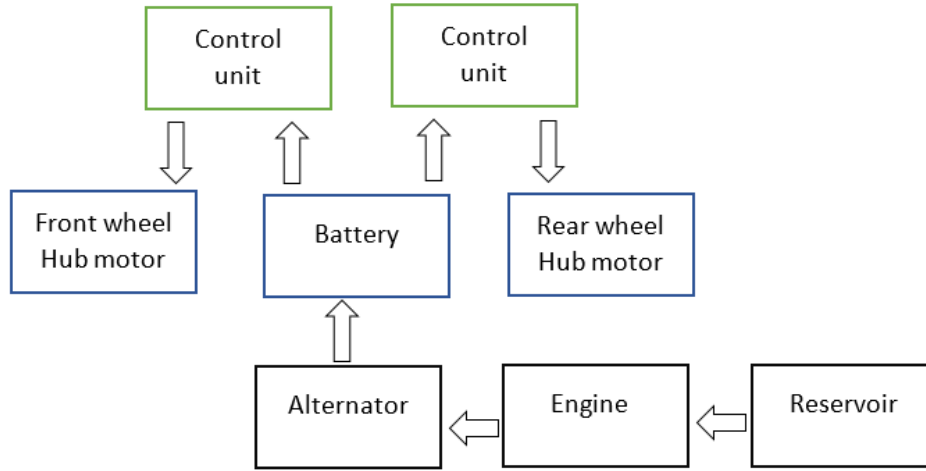 Control
unit
Control
unit
Front wheel
Hub motor
Battery
Rear wheel
Hub motor
Alternator
Engine
Reservoir